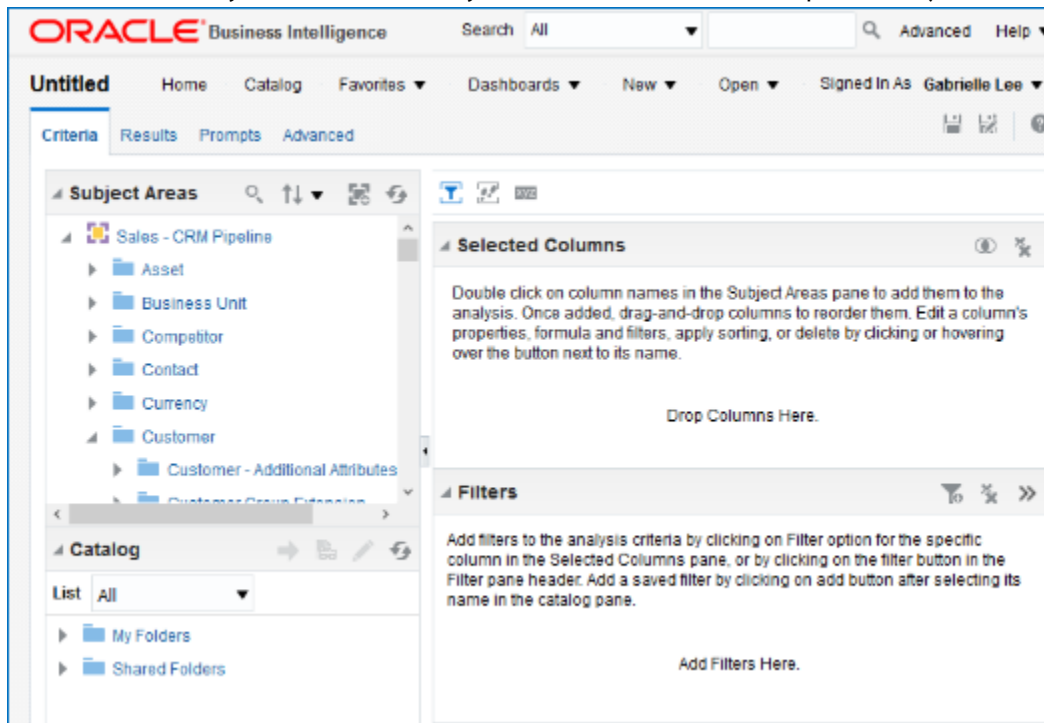 ORACLE Business Intelligence Search All Advanced Help
Untitled Home Catalog Favorites Dashboards New Open Signed In As Gabrielle Lee
Criteria Results Prompts Advanced
Subject Areas
Sales - CRM Pipeline
Asset
Business Unit
Competitor
Contact
Currency
Customer
Customer - Additional Attributes
Customer Group Extension
Catalog
List All
My Folders
Shared Folders
XYZ
Selected Columns
Double click on column names in the Subject Areas pane to add them to the
analysis. Once added, drag-and-drop columns to reorder them. Edit a column's
properties, formula and filters, apply sorting, or delete by clicking or hovering
over the button next to its name.
Drop Columns Here.
Filters
Add filters to the analysis criteria by clicking on Filter option for the specific
column in the Selected Columns pane, or by clicking on the filter button in the
Filter pane header. Add a saved filter by clicking on add button after selecting its
name in the catalog pane.
Add Filters Here.